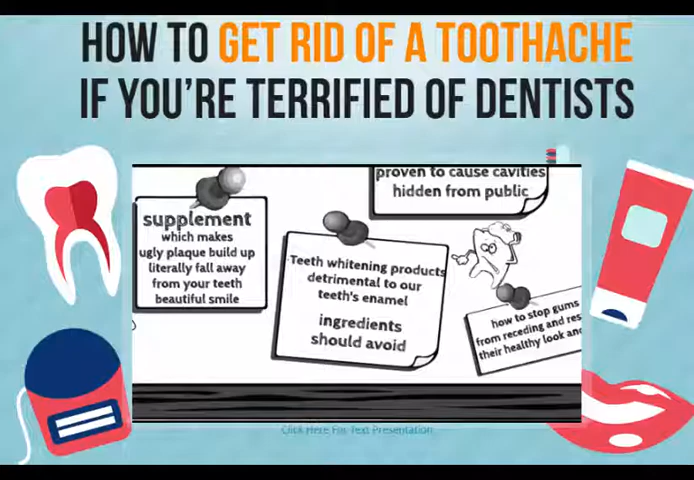 HOW TO GET RID OF A TOOTHACHE
IF YOU'RE TERRIFIED OF DENTISTS
proven to cause cavities
hidden from public
supplement
which makes
ugly plaque build up
literally fall away
from your teeth
beautiful smile
Teeth whitening products
detrimental to our
teeth's enamel
ingredients
should avoid
how to stop gums
from receding and res
their healthy look and
Click Here For Text Presentation